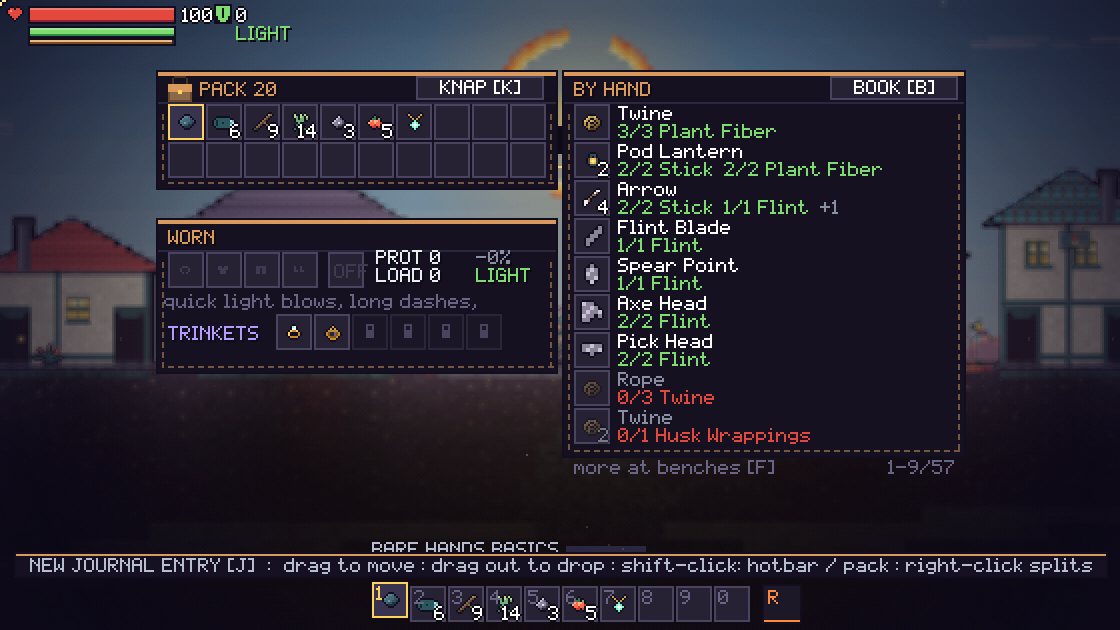 100 0
LIGHT
PACK 20
KNAP [K]
6 9 14 3 5
WORN
OFF
PROT 0 -0%
LOAD 0 LIGHT
quick light blows, long dashes,
TRINKETS
BY HAND
BOOK [B]
Twine
3/3 Plant Fiber
2
Pod Lantern
2/2 Stick 2/2 Plant Fiber
4
Arrow
2/2 Stick 1/1 Flint +1
Flint Blade
1/1 Flint
Spear Point
1/1 Flint
Axe Head
2/2 Flint
Pick Head
2/2 Flint
Rope
0/3 Twine
2
Twine
0/1 Husk Wrappings
more at benches [F]
1-9/57
BARE HANDS BASICS
NEW JOURNAL ENTRY [J] : drag to move : drag out to drop : shift-click: hotbar / pack : right-click splits
1 2 6 3 9 4 14 5 3 6 5 7 8 9 0 R